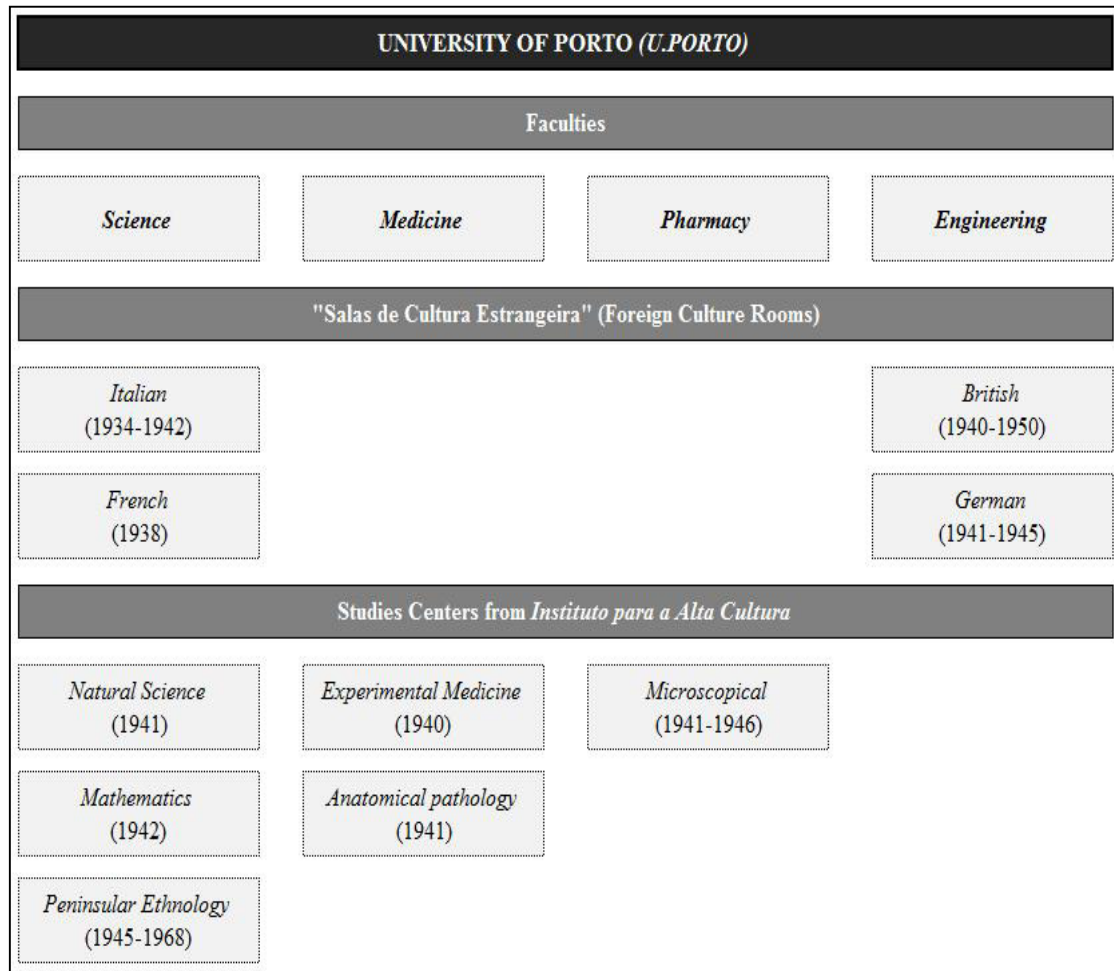 UNIVERSITY OF PORTO (U.PORTO)
Faculties
Science
Medicine
Pharmacy
Engineering
"Salas de Cultura Estrangeira" (Foreign Culture Rooms)
Italian
(1934-1942)
British
(1940-1950)
French
(1938)
German
(1941-1945)
Studies Centers from Instituto para a Alta Cultura
Natural Science
(1941)
Experimental Medicine
(1940)
Microscopical
(1941-1946)
Mathematics
(1942)
Anatomical pathology
(1941)
Peninsular Ethnology
(1945-1968)